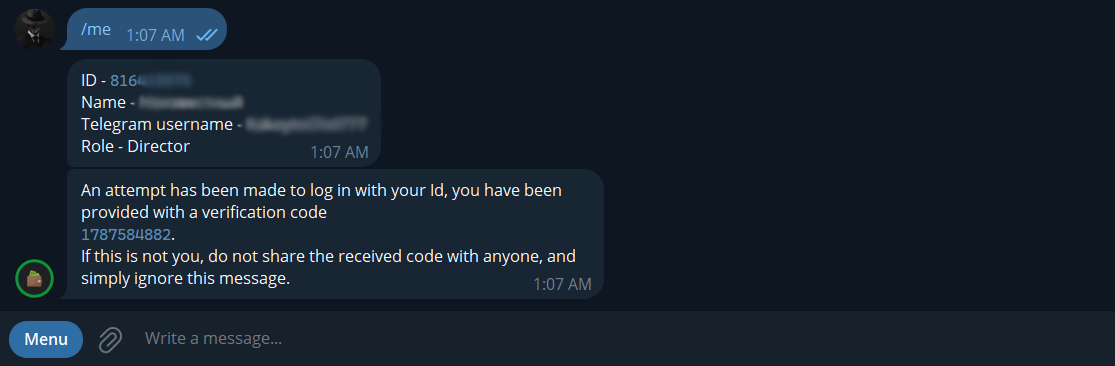 /me 1:07 AM
ID - 816
Name -
Telegram username -
Role - Director
1:07 AM
An attempt has been made to log in with your Id, you have been
provided with a verification code
1787584882.
If this is not you, do not share the received code with anyone, and
simply ignore this message.
1:07 AM
Menu
Write a message...